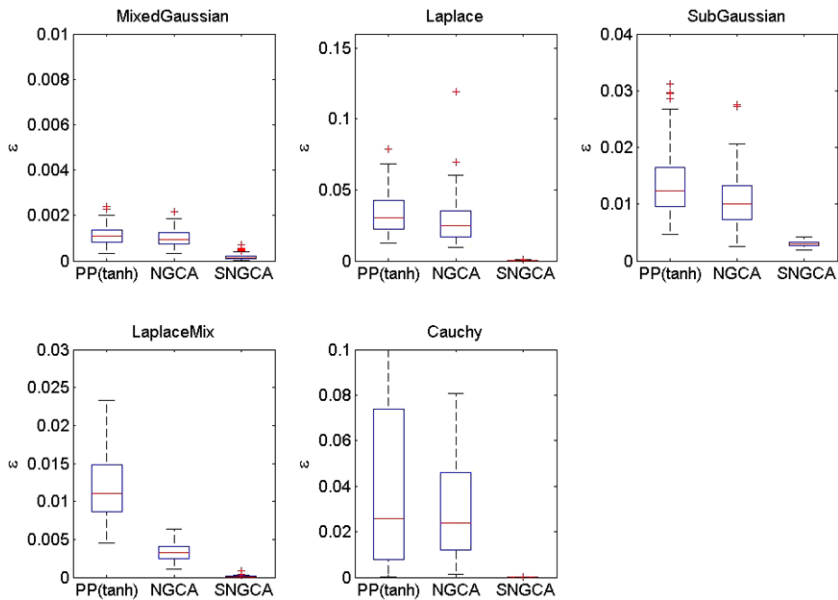 MixedGaussian
0.01
0.008
0.006
ε
0.004
0.002
0
PP(tanh) NGCA SNGCA
Laplace
0.15
0.1
ε
0.05
0
PP(tanh) NGCA SNGCA
SubGaussian
0.04
0.03
ε
0.02
0.01
0
PP(tanh) NGCA SNGCA
LaplaceMix
0.03
0.025
0.02
ε
0.015
0.01
0.005
0
PP(tanh) NGCA SNGCA
Cauchy
0.1
0.08
0.06
ε
0.04
0.02
0
PP(tanh) NGCA SNGCA